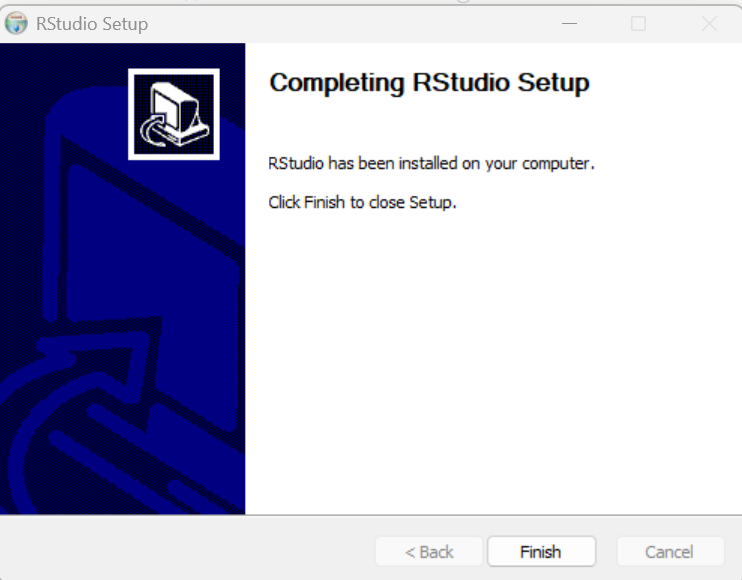 RStudio Setup
Completing RStudio Setup
RStudio has been installed on your computer.
Click Finish to close Setup.
< Back
Finish
Cancel